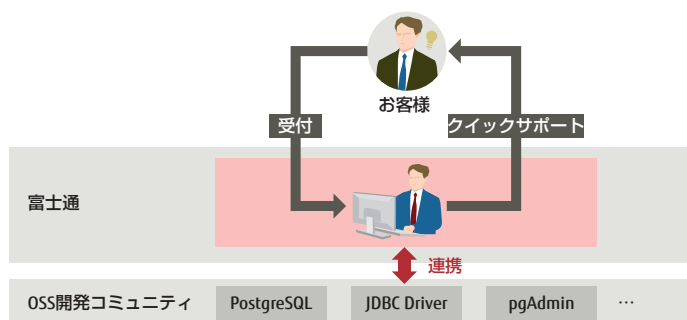 お客様
受付
クイックサポート
富士通
連携
OSS開発コミュニティ
PostgreSQL
JDBC Driver
pgAdmin
…